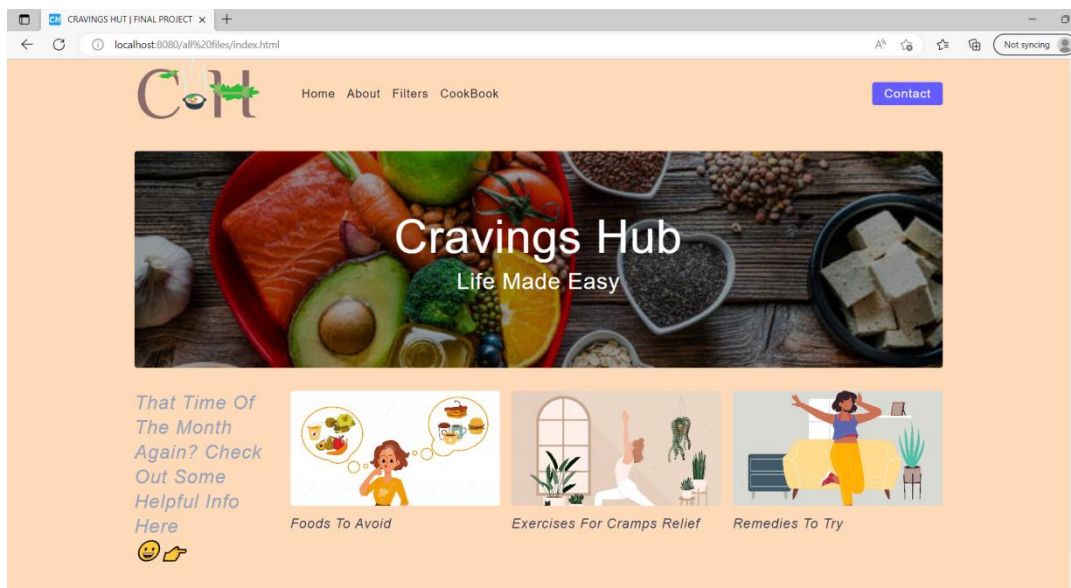 CN CRAVINGS HUT | FINAL PROJECT
localhost:8080/all%20files/index.html
Not syncing
C H
Home About Filters CookBook
Contact
Cravings Hub
Life Made Easy
That Time Of
The Month
Again? Check
Out Some
Helpful Info
Here
Foods To Avoid
Exercises For Cramps Relief
Remedies To Try